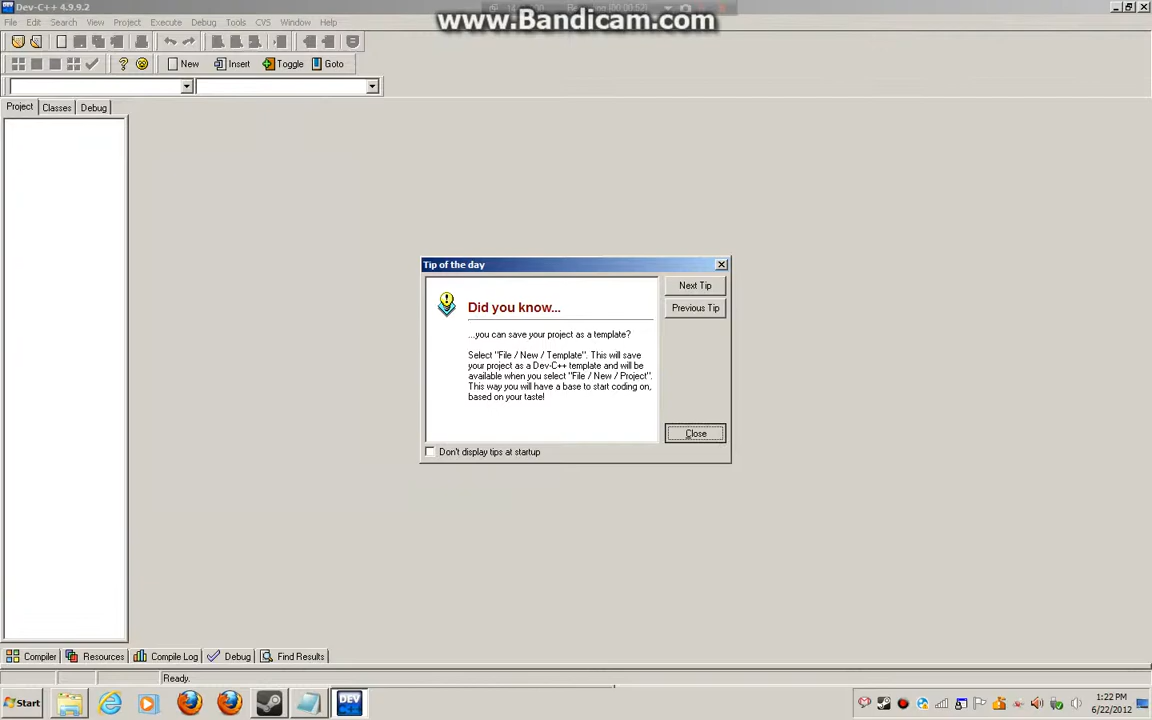 Dev-C++ 4.9.9.2
www.Bandicam.com
File Edit Search View Project Execute Debug Tools CVS Window Help
New Insert Toggle Goto
Project Classes Debug
Tip of the day
Did you know...
...you can save your project as a template?
Select "File / New / Template". This will save
your project as a Dev-C++ template and will be
available when you select "File / New / Project".
This way you will have a base to start coding on,
based on your taste!
Next Tip
Previous Tip
Close
Don't display tips at startup
Compiler Resources Compile Log Debug Find Results
Ready.
Start
DEV
1:22 PM
6/22/2012